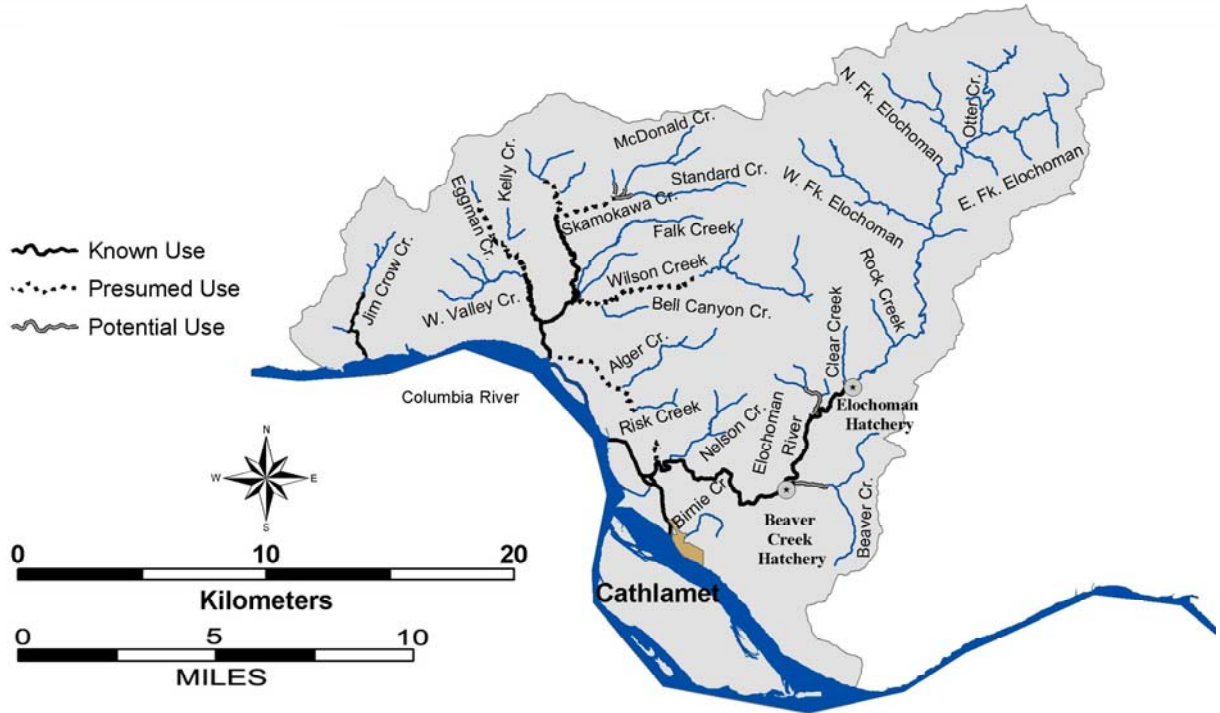 McDonald Cr.
Kelly Cr.
Eggman Cr.
Standard Cr.
Skamokawa Cr.
Falk Creek
Wilson Creek
Bell Canyon Cr.
N. Fk. Elochoman
Otter Cr.
E. Fk. Elochoman
W. Fk. Elochoman
Rock Creek
Known Use
Presumed Use
Potential Use
Jim Crow Cr.
W. Valley Cr.
Alger Cr.
Clear Creek
Columbia River
Risk Creek
Nelson Cr.
Elochoman
River
Elochoman
Hatchery
Birnie Cr.
Beaver Cr.
Beaver
Creek
Hatchery
N
W
E
S
0 10 20
Kilometers
Cathlamet
0 5 10
MILES